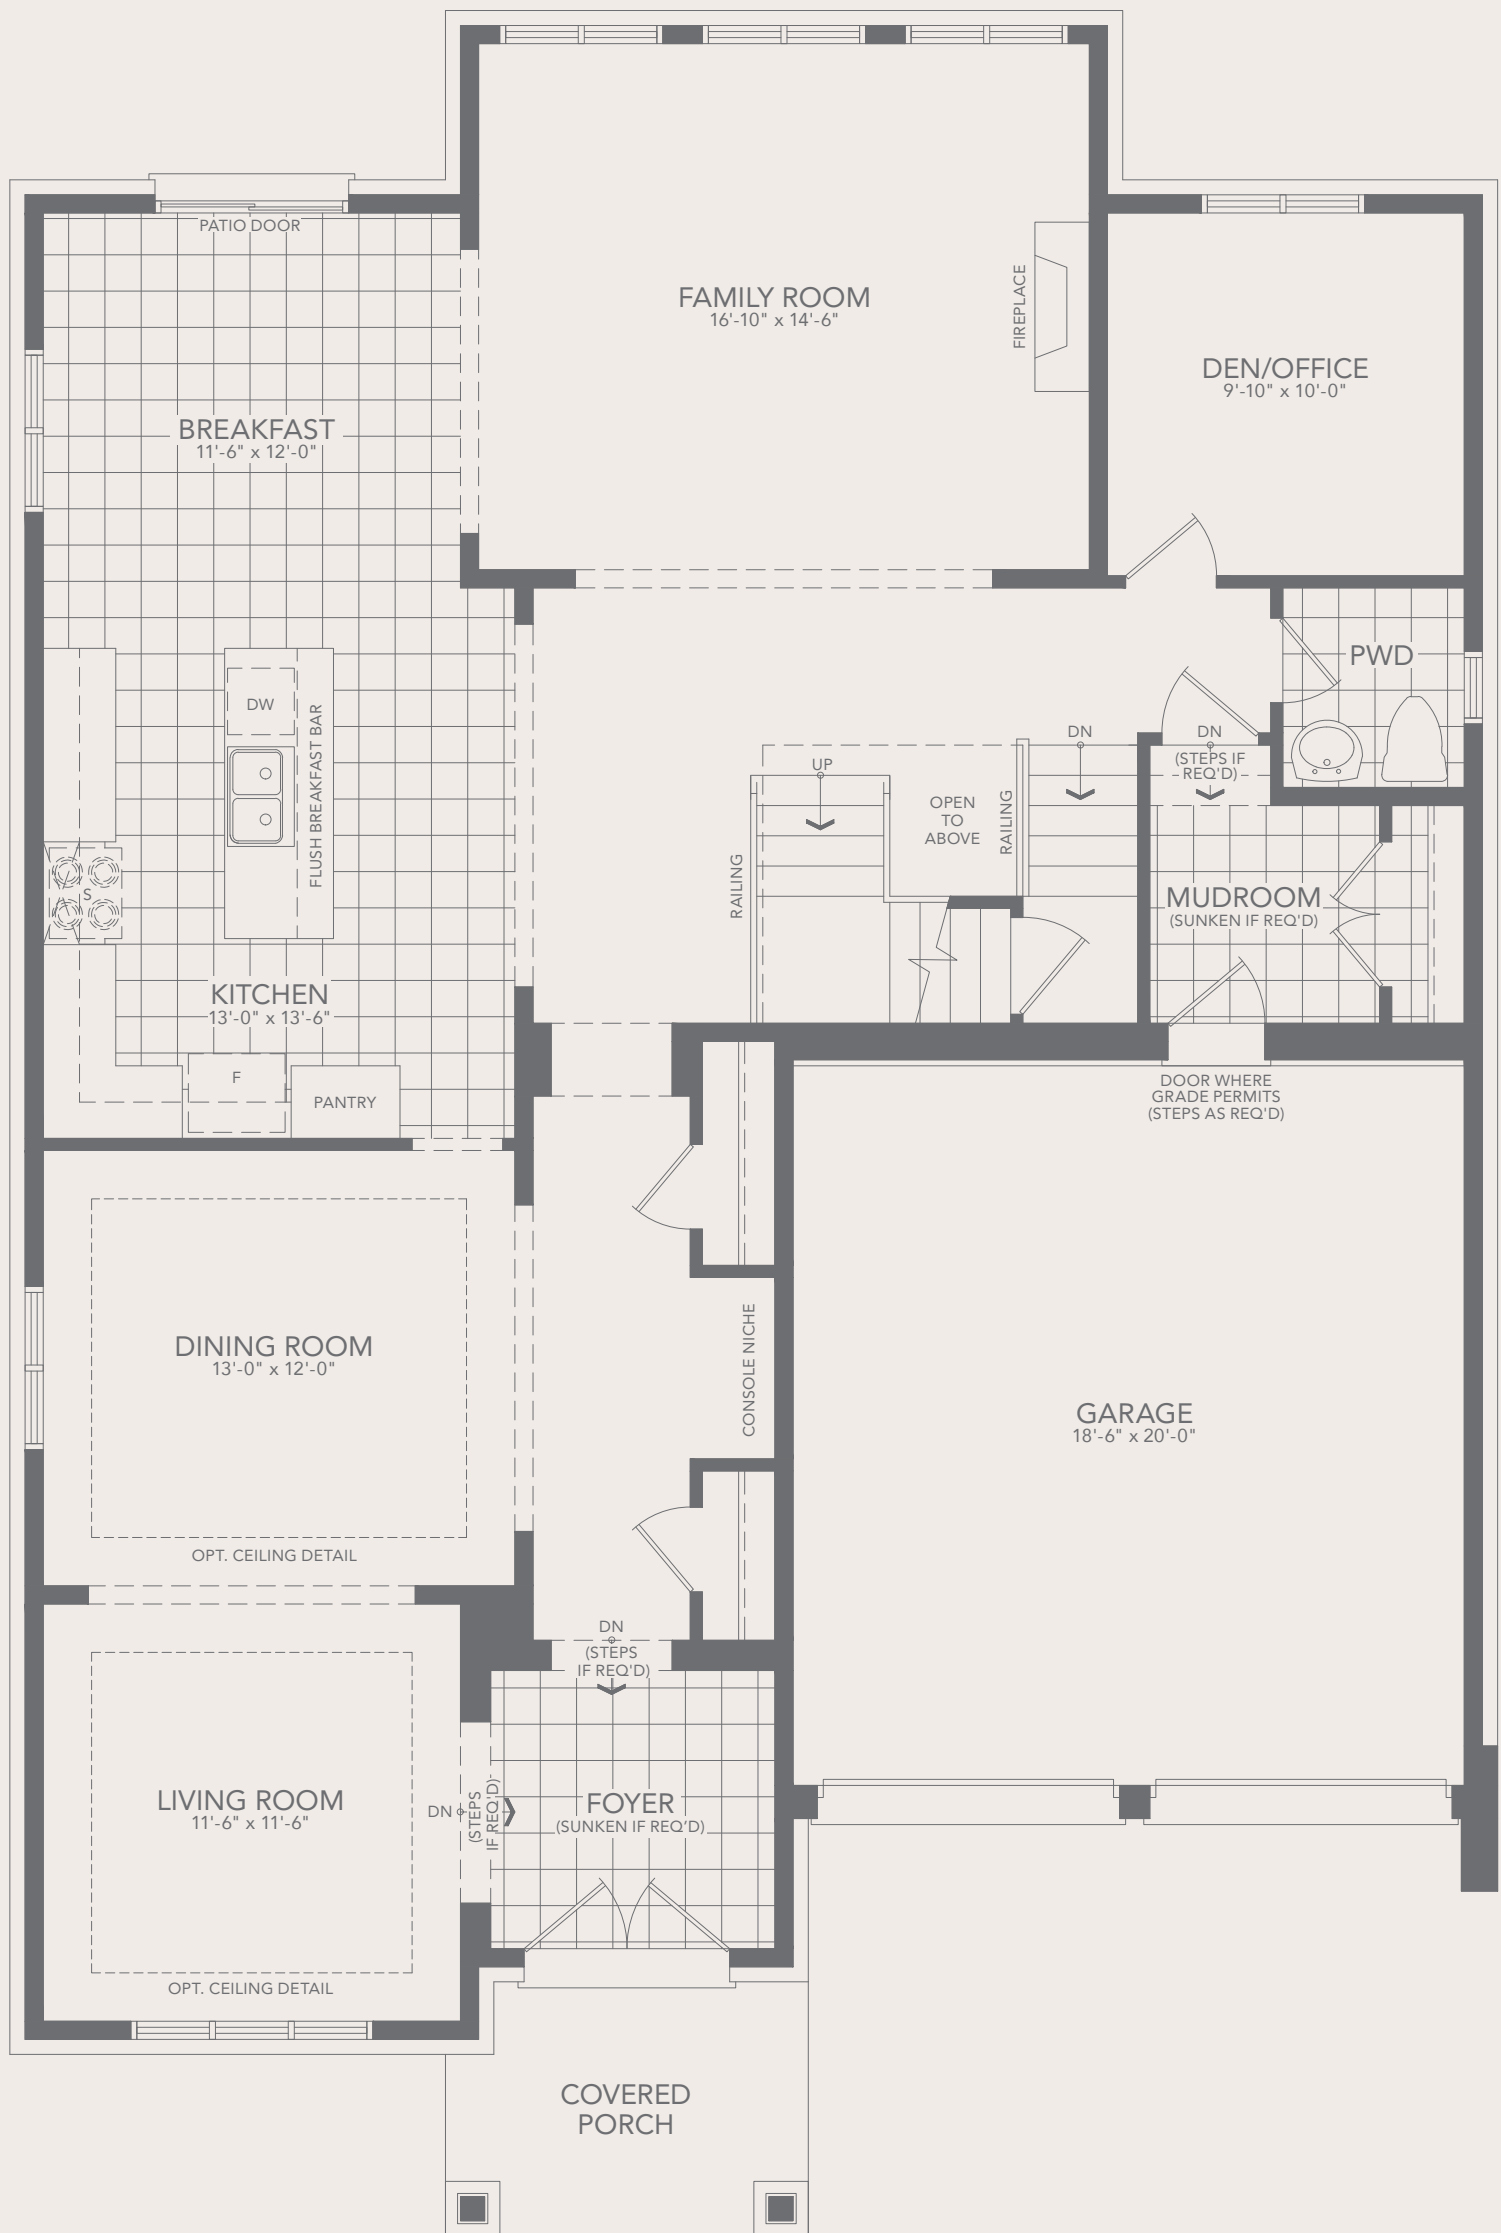 PATIO DOOR
FAMILY ROOM
16'-10" x 14'-6"
FIREPLACE
DEN/OFFICE
9'-10" x 10'-0"
BREAKFAST
11'-6" x 12'-0"
PWD
DW
FLUSH BREAKFAST BAR
S
UP
RAILING
OPEN
TO
ABOVE
RAILING
DN
DN
(STEPS IF
REQ'D)
MUDROOM
(SUNKEN IF REQ'D)
KITCHEN
13'-0" x 13'-6"
F
PANTRY
DOOR WHERE
GRADE PERMITS
(STEPS AS REQ'D)
DINING ROOM
13'-0" x 12'-0"
CONSOLE NICHE
GARAGE
18'-6" x 20'-0"
OPT. CEILING DETAIL
DN
(STEPS
IF REQ'D)
LIVING ROOM
11'-6" x 11'-6"
DN
(STEPS
IF REQ'D)
FOYER
(SUNKEN IF REQ'D)
OPT. CEILING DETAIL
COVERED
PORCH